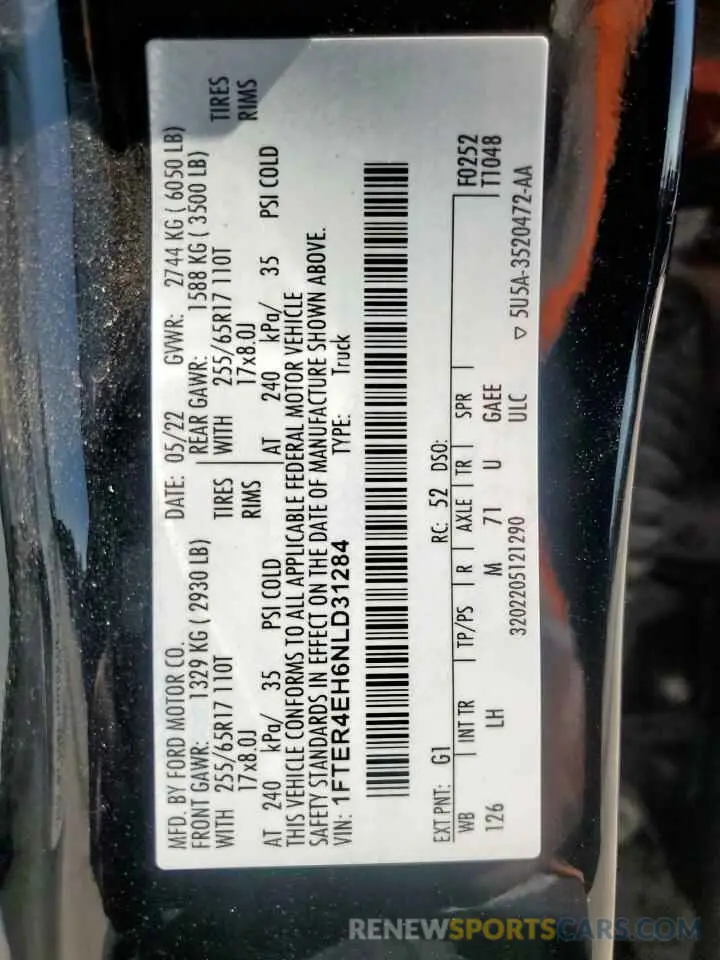 MFD. BY FORD MOTOR CO.
DATE: 05/22 GVWR: 2744 KG ( 6050 LB)
FRONT GAWR: 1329 KG ( 2930 LB)
REAR GAWR: 1588 KG ( 3500 LB)
WITH 255/65R17 110T TIRES
WITH 255/65R17 110T TIRES
17x8.0J RIMS
17x8.0J RIMS
AT 240 kPa/ 35 PSI COLD
AT 240 kPa/ 35 PSI COLD
THIS VEHICLE CONFORMS TO ALL APPLICABLE FEDERAL MOTOR VEHICLE
SAFETY STANDARDS IN EFFECT ON THE DATE OF MANUFACTURE SHOWN ABOVE.
VIN: 1FTER4EH6NLD31284 TYPE: Truck
EXT PNT: G1 RC: 52 DSO:
WB INT TR TP/PS R AXLE TR SPR F0252
126 LH M 71 U GAEE T1048
3202205121290 ULC ▽ 5U5A-3520472-AA
RENEWSPORTSCARS.COM